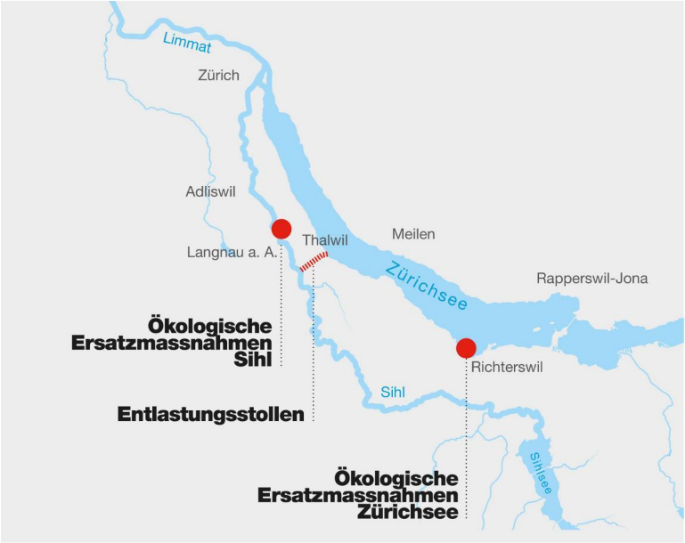 Limmat
Zürich
Adliswil
Langnau a. A.
Thalwil
Meilen
Zürichsee
Rapperswil-Jona
Ökologische
Ersatzmassnahmen
Sihl
Richterswil
Sihl
Entlastungsstollen
Sihlsee
Ökologische
Ersatzmassnahmen
Zürichsee